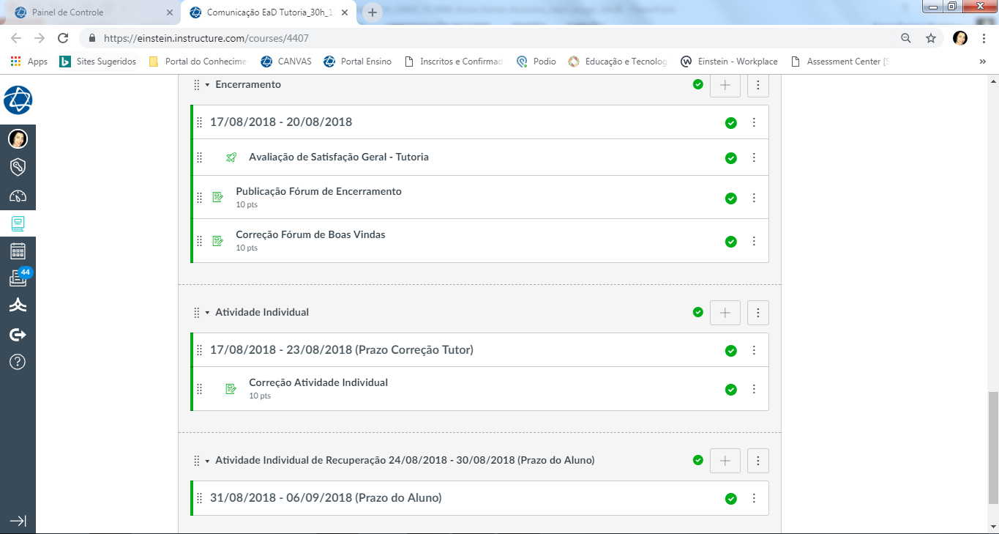 Painel de Controle
Comunicação EaD Tutoria_30h_1
https://einstein.instructure.com/courses/4407
Apps
Sites Sugeridos
Portal do Conhecime
CANVAS
Portal Ensino
Inscritos e Confirmad
Podio
Educação e Tecnolog
Einstein - Workplace
Assessment Center [S
»
Encerramento
17/08/2018 - 20/08/2018
Avaliação de Satisfação Geral - Tutoria
Publicação Fórum de Encerramento
10 pts
Correção Fórum de Boas Vindas
10 pts
44
Atividade Individual
17/08/2018 - 23/08/2018 (Prazo Correção Tutor)
Correção Atividade Individual
10 pts
Atividade Individual de Recuperação 24/08/2018 - 30/08/2018 (Prazo do Aluno)
31/08/2018 - 06/09/2018 (Prazo do Aluno)